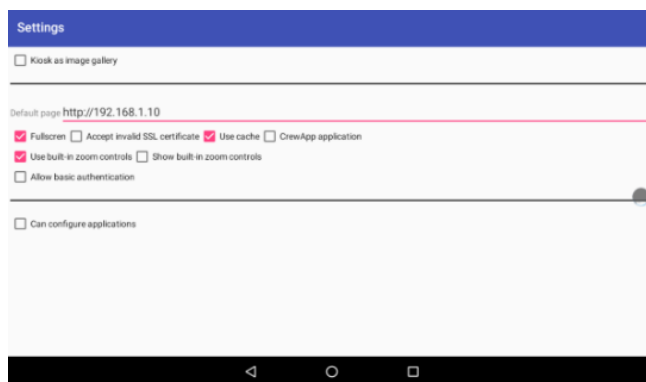 Settings
Kiosk as image gallery
Default page http://192.168.1.10
Fullscren Accept invalid SSL certificate Use cache CrewApp application
Use built-in zoom controls Show built-in zoom controls
Allow basic authentication
Can configure applications